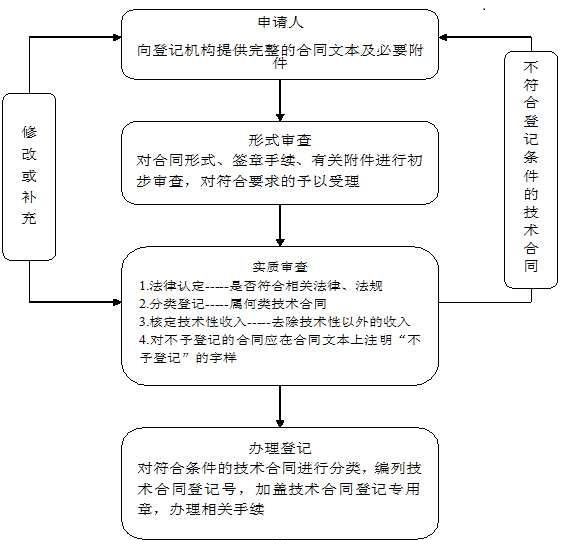 申请人
向登记机构提供完整的合同文本及必要附
件
修
改
或
补
充
不
符
合
登
记
条
件
的
技
术
合
同
形式审查
对合同形式、签章手续、有关附件进行初
步审查，对符合要求的予以受理
实质审查
1.法律认定-----是否符合相关法律、法规
2.分类登记-----属何类技术合同
3.核定技术性收入-----去除技术性以外的收入
4.对不予登记的合同应在合同文本上注明“不
予登记”的字样
办理登记
对符合条件的技术合同进行分类，编列技
术合同登记号，加盖技术合同登记专用
章，办理相关手续